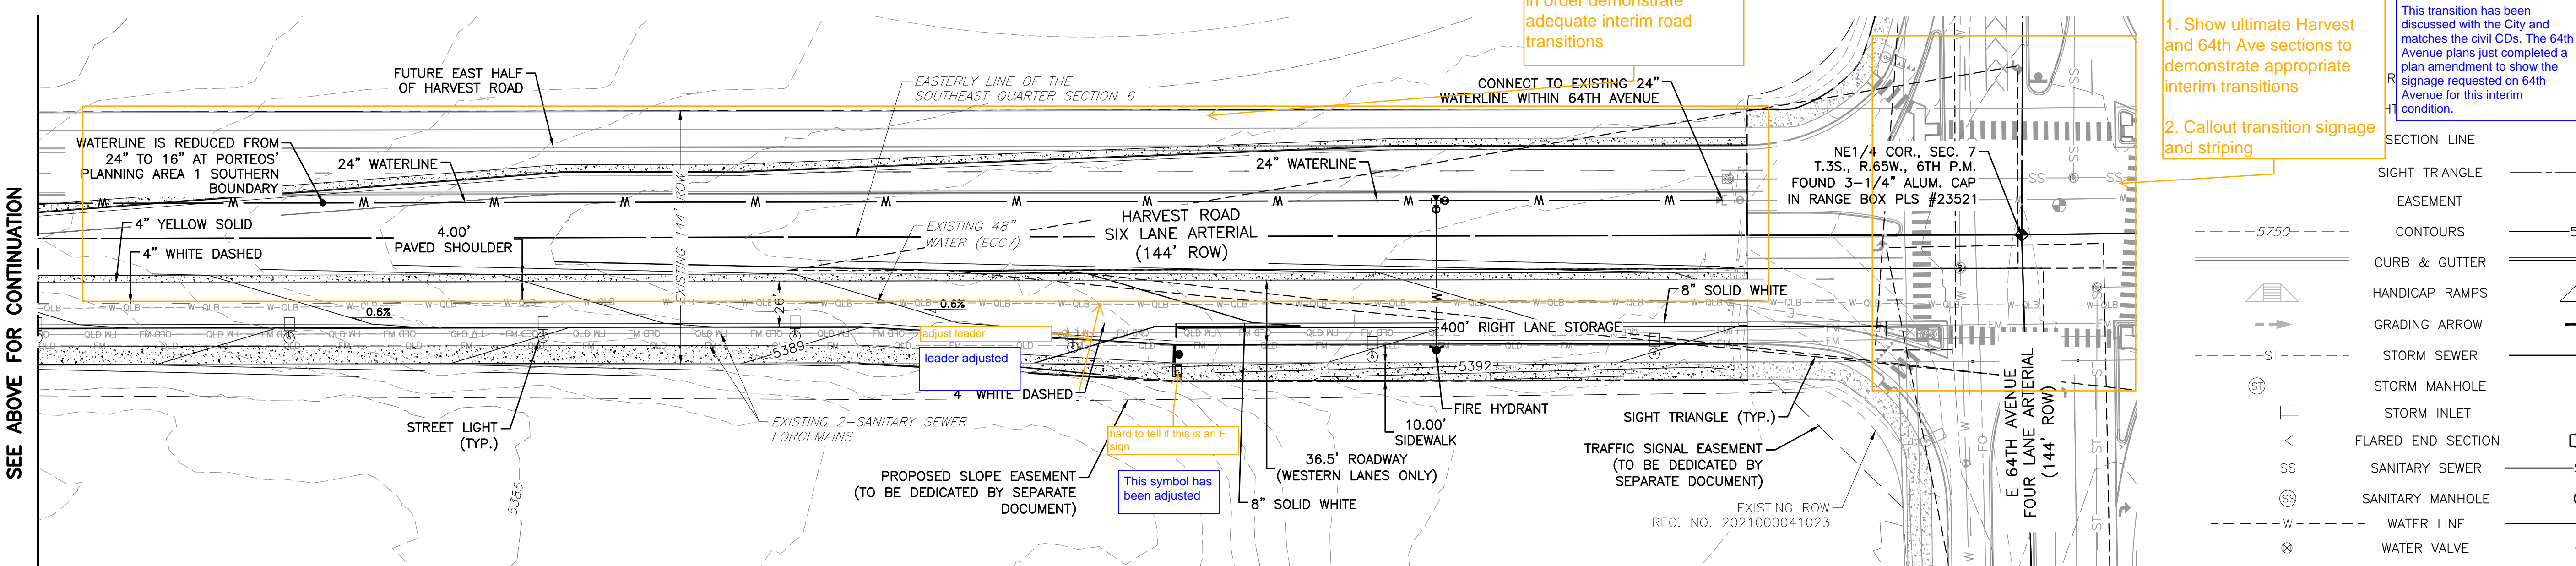 SEE ABOVE FOR CONTINUATION
FUTURE EAST HALF
OF HARVEST ROAD
EASTERLY LINE OF THE
SOUTHEAST QUARTER SECTION 6
in order demonstrate
adequate interim road
transitions
CONNECT TO EXISTING 24"
WATERLINE WITHIN 64TH AVENUE
1. Show ultimate Harvest
and 64th Ave sections to
demonstrate appropriate
interim transitions
2. Callout transition signage
and striping
This transition has been
discussed with the City and
matches the civil CDs. The 64th
Avenue plans just completed a
plan amendment to show the
signage requested on 64th
Avenue for this interim
condition.
WATERLINE IS REDUCED FROM
24" TO 16" AT PORTEOS'
PLANNING AREA 1 SOUTHERN
BOUNDARY
24" WATERLINE
24" WATERLINE
NE1/4 COR., SEC. 7
T.3S., R.65W., 6TH P.M.
FOUND 3-1/4" ALUM. CAP
IN RANGE BOX PLS #23521
4" YELLOW SOLID
4" WHITE DASHED
4.00'
PAVED SHOULDER
EXISTING 144' ROW
EXISTING 48"
WATER (ECCV)
HARVEST ROAD
SIX LANE ARTERIAL
(144' ROW)
26'
0.6%
0.6%
8" SOLID WHITE
400' RIGHT LANE STORAGE
adjust leader
leader adjusted
5389
5392
4" WHITE DASHED
STREET LIGHT
(TYP.)
EXISTING 2-SANITARY SEWER
FORCEMAINS
5385
hard to tell if this is an F
sign
This symbol has
been adjusted
PROPOSED SLOPE EASEMENT
(TO BE DEDICATED BY SEPARATE
DOCUMENT)
8" SOLID WHITE
36.5' ROADWAY
(WESTERN LANES ONLY)
10.00'
SIDEWALK
FIRE HYDRANT
SIGHT TRIANGLE (TYP.)
TRAFFIC SIGNAL EASEMENT
(TO BE DEDICATED BY
SEPARATE DOCUMENT)
EXISTING ROW
REC. NO. 2021000041023
E 64TH AVENUE
FOUR LANE ARTERIAL
(144' ROW)
SECTION LINE
SIGHT TRIANGLE
EASEMENT
5750 CONTOURS
CURB & GUTTER
HANDICAP RAMPS
GRADING ARROW
ST STORM SEWER
ST STORM MANHOLE
STORM INLET
FLARED END SECTION
SS SANITARY SEWER
SS SANITARY MANHOLE
W WATER LINE
WATER VALVE